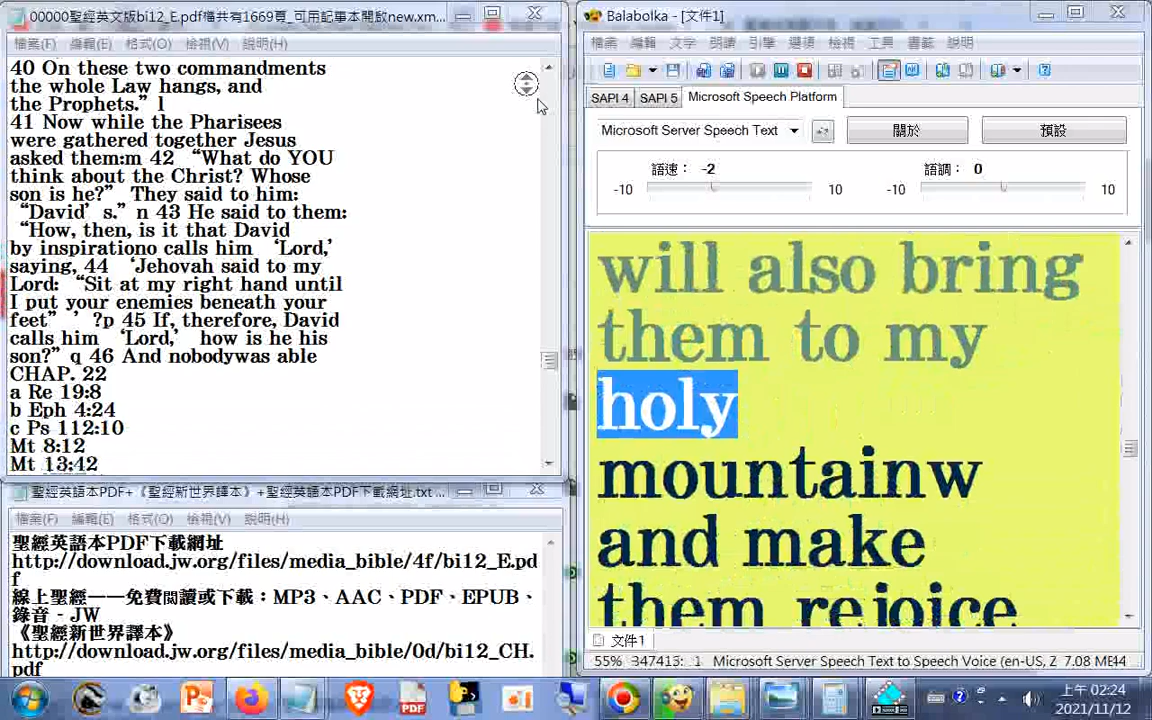 00000聖經英文版bi12_E.pdf檔共有1669頁_可用記事本開啟new.xm...
檔案(F) 編輯(E) 格式(O) 檢視(V) 說明(H)
40 On these two commandments
the whole Law hangs, and
the Prophets.” l
41 Now while the Pharisees
were gathered together Jesus
asked them:m 42 “What do YOU
think about the Christ? Whose
son is he?” They said to him:
“David’s.” n 43 He said to them:
“How, then, is it that David
by inspirationo calls him ‘Lord,’
saying, 44 ‘Jehovah said to my
Lord: “Sit at my right hand until
I put your enemies beneath your
feet” ’?p 45 If, therefore, David
calls him ‘Lord,’ how is he his
son?” q 46 And nobodywas able
CHAP. 22
a Re 19:8
b Eph 4:24
c Ps 112:10
Mt 8:12
Mt 13:42
聖經英語本PDF+《聖經新世界譯本》+聖經英語本PDF下載網址.txt ...
檔案(F) 編輯(E) 格式(O) 檢視(V) 說明(H)
聖經英語本PDF下載網址
http://download.jw.org/files/media_bible/4f/bi12_E.pd
f
線上聖經——免費閱讀或下載：MP3、AAC、PDF、EPUB、
錄音 - JW
《聖經新世界譯本》
http://download.jw.org/files/media_bible/0d/bi12_CH.
pdf
Balabolka - [文件1]
檔案 編輯 文字 朗讀 引擎 選項 檢視 工具 書籤 說明
SAPI 4 SAPI 5 Microsoft Speech Platform
Microsoft Server Speech Text 關於 預設
語速： -2 語調： 0
-10 10 -10 10
will also bring
them to my
holy
mountainw
and make
them rejoice
文件1
55% 347413: 1 Microsoft Server Speech Text to Speech Voice (en-US, Z 7.08 ME44
上午 02:24
2021/11/12